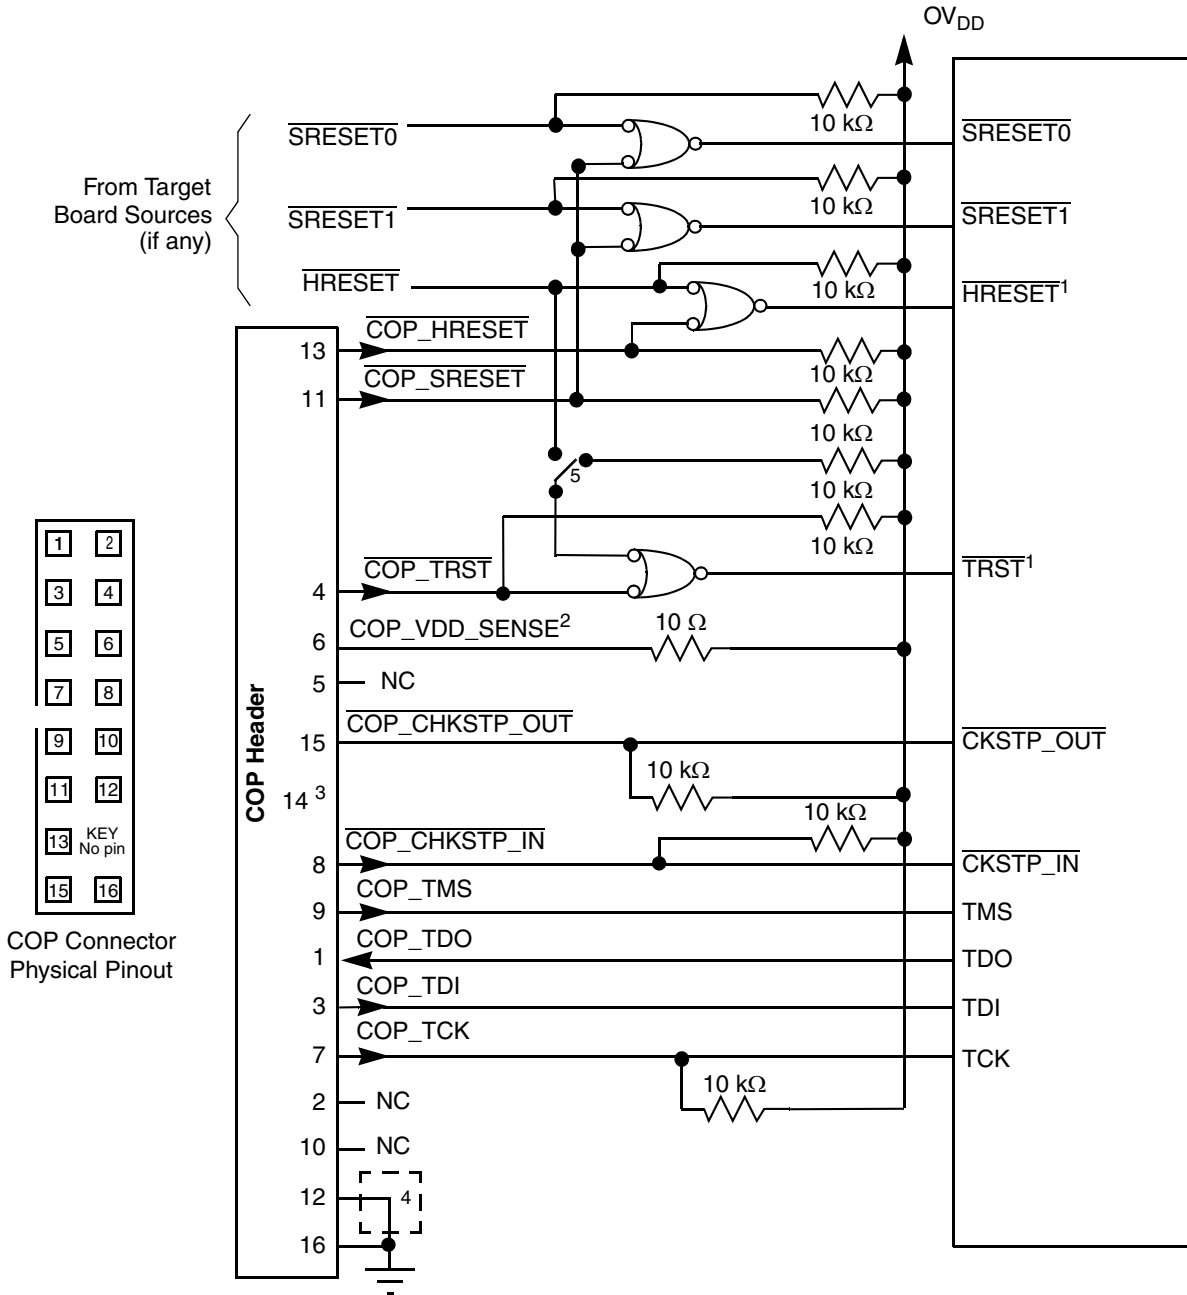 OVDD
10 kΩ
SRESET0
SRESET0
From Target
Board Sources
(if any)
10 kΩ
SRESET1
SRESET1
10 kΩ
HRESET
HRESET1
COP_HRESET
13
10 kΩ
COP_SRESET
11
10 kΩ
5
10 kΩ
10 kΩ
COP_TRST
4
TRST1
COP_VDD_SENSE2
10 Ω
6
5
NC
COP_CHKSTP_OUT
15
CKSTP_OUT
10 kΩ
14 3
10 kΩ
COP_CHKSTP_IN
8
CKSTP_IN
COP_TMS
9
TMS
COP_TDO
1
TDO
COP_TDI
3
TDI
COP_TCK
7
TCK
10 kΩ
2
NC
10
NC
12
4
16
COP Header
1 2
3 4
5 6
7 8
9 10
11 12
13 KEY
No pin
15 16
COP Connector
Physical Pinout